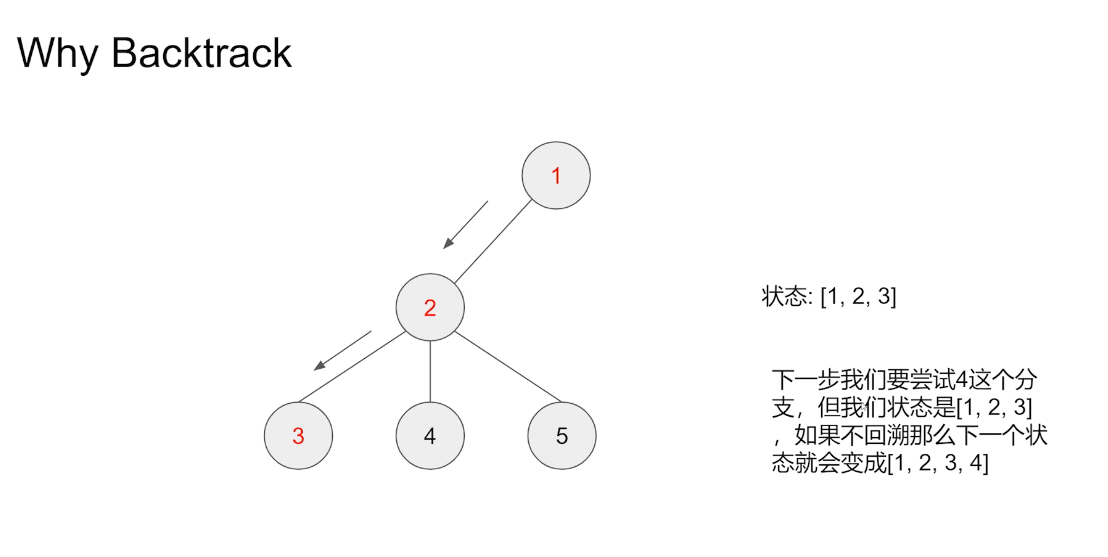 Why Backtrack
1
2
状态: [1, 2, 3]
下一步我们要尝试4这个分
支，但我们状态是[1, 2, 3]
，如果不回溯那么下一个状
态就会变成[1, 2, 3, 4]
3
4
5